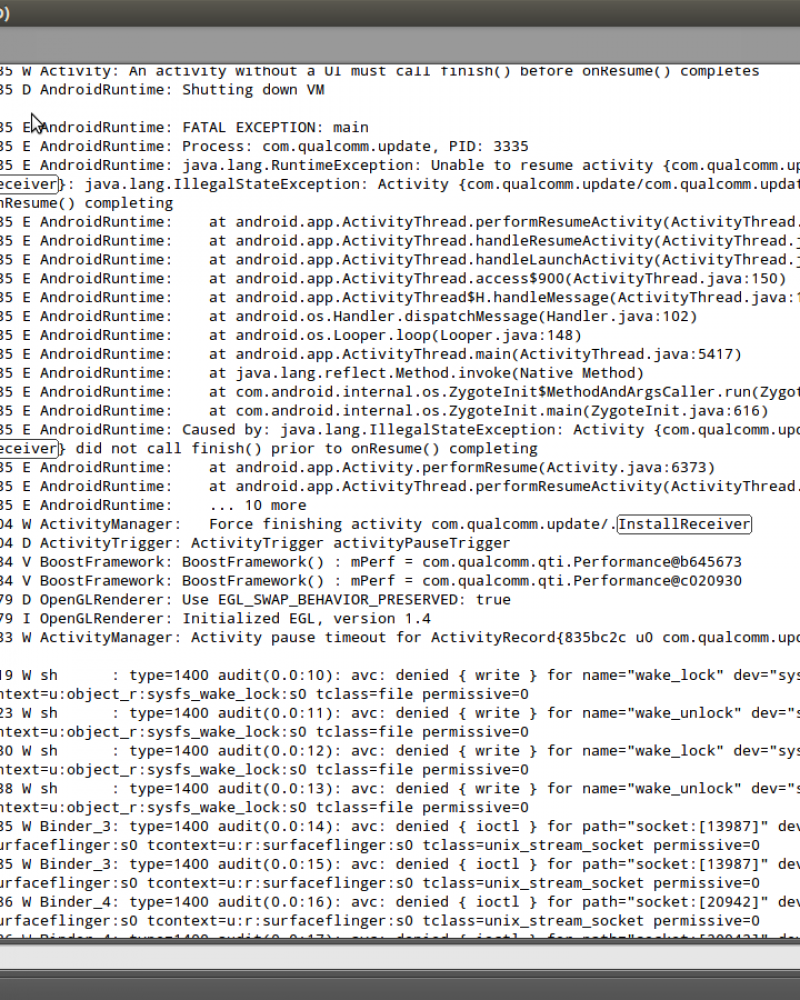 )
35 W Activity: An activity without a UI must call finish() before onResume() completes
35 D AndroidRuntime: Shutting down VM
35 E AndroidRuntime: FATAL EXCEPTION: main
35 E AndroidRuntime: Process: com.qualcomm.update, PID: 3335
35 E AndroidRuntime: java.lang.RuntimeException: Unable to resume activity {com.qualcomm.up
eceiver}: java.lang.IllegalStateException: Activity {com.qualcomm.update/com.qualcomm.updat
nResume() completing
35 E AndroidRuntime:    at android.app.ActivityThread.performResumeActivity(ActivityThread.
35 E AndroidRuntime:    at android.app.ActivityThread.handleResumeActivity(ActivityThread.j
35 E AndroidRuntime:    at android.app.ActivityThread.handleLaunchActivity(ActivityThread.j
35 E AndroidRuntime:    at android.app.ActivityThread.access$900(ActivityThread.java:150)
35 E AndroidRuntime:    at android.app.ActivityThread$H.handleMessage(ActivityThread.java:1
35 E AndroidRuntime:    at android.os.Handler.dispatchMessage(Handler.java:102)
35 E AndroidRuntime:    at android.os.Looper.loop(Looper.java:148)
35 E AndroidRuntime:    at android.app.ActivityThread.main(ActivityThread.java:5417)
35 E AndroidRuntime:    at java.lang.reflect.Method.invoke(Native Method)
35 E AndroidRuntime:    at com.android.internal.os.ZygoteInit$MethodAndArgsCaller.run(Zygot
35 E AndroidRuntime:    at com.android.internal.os.ZygoteInit.main(ZygoteInit.java:616)
35 E AndroidRuntime: Caused by: java.lang.IllegalStateException: Activity {com.qualcomm.upd
eceiver} did not call finish() prior to onResume() completing
35 E AndroidRuntime:    at android.app.Activity.performResume(Activity.java:6373)
35 E AndroidRuntime:    at android.app.ActivityThread.performResumeActivity(ActivityThread.
35 E AndroidRuntime:    ... 10 more
04 W ActivityManager:   Force finishing activity com.qualcomm.update/.InstallReceiver
04 D ActivityTrigger: ActivityTrigger activityPauseTrigger
34 V BoostFramework: BoostFramework() : mPerf = com.qualcomm.qti.Performance@b645673
34 V BoostFramework: BoostFramework() : mPerf = com.qualcomm.qti.Performance@c020930
79 D OpenGLRenderer: Use EGL_SWAP_BEHAVIOR_PRESERVED: true
79 I OpenGLRenderer: Initialized EGL, version 1.4
33 W ActivityManager: Activity pause timeout for ActivityRecord{835bc2c u0 com.qualcomm.upd
19 W sh      : type=1400 audit(0.0:10): avc: denied { write } for name="wake_lock" dev="sys
ntext=u:object_r:sysfs_wake_lock:s0 tclass=file permissive=0
23 W sh      : type=1400 audit(0.0:11): avc: denied { write } for name="wake_unlock" dev="s
ntext=u:object_r:sysfs_wake_lock:s0 tclass=file permissive=0
30 W sh      : type=1400 audit(0.0:12): avc: denied { write } for name="wake_lock" dev="sys
ntext=u:object_r:sysfs_wake_lock:s0 tclass=file permissive=0
38 W sh      : type=1400 audit(0.0:13): avc: denied { write } for name="wake_unlock" dev="s
ntext=u:object_r:sysfs_wake_lock:s0 tclass=file permissive=0
35 W Binder_3: type=1400 audit(0.0:14): avc: denied { ioctl } for path="socket:[13987]" dev
urfaceflinger:s0 tcontext=u:r:surfaceflinger:s0 tclass=unix_stream_socket permissive=0
35 W Binder_3: type=1400 audit(0.0:15): avc: denied { ioctl } for path="socket:[13987]" dev
urfaceflinger:s0 tcontext=u:r:surfaceflinger:s0 tclass=unix_stream_socket permissive=0
36 W Binder_4: type=1400 audit(0.0:16): avc: denied { ioctl } for path="socket:[20942]" dev
urfaceflinger:s0 tcontext=u:r:surfaceflinger:s0 tclass=unix_stream_socket permissive=0